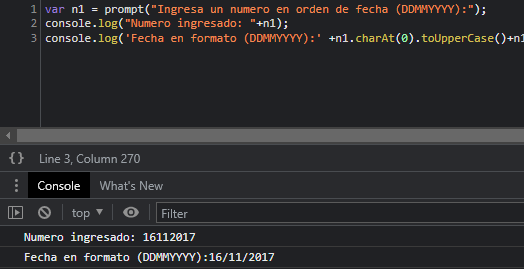 1 var n1 = prompt("Ingresa un numero en orden de fecha (DDMMYYYY):");
2 console.log("Numero ingresado: "+n1);
3 console.log('Fecha en formato (DDMMYYYY):' +n1.charAt(0).toUpperCase()+n1
{} Line 3, Column 270
Console What's New
top Filter
Numero ingresado: 16112017
Fecha en formato (DDMMYYYY):16/11/2017